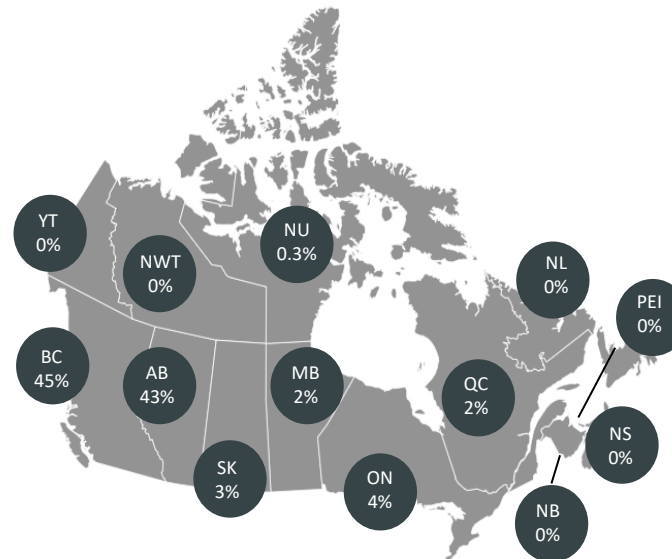 YT
0%
NWT
0%
NU
0.3%
NL
0%
PEI
0%
BC
45%
AB
43%
MB
2%
QC
2%
NS
0%
SK
3%
ON
4%
NB
0%